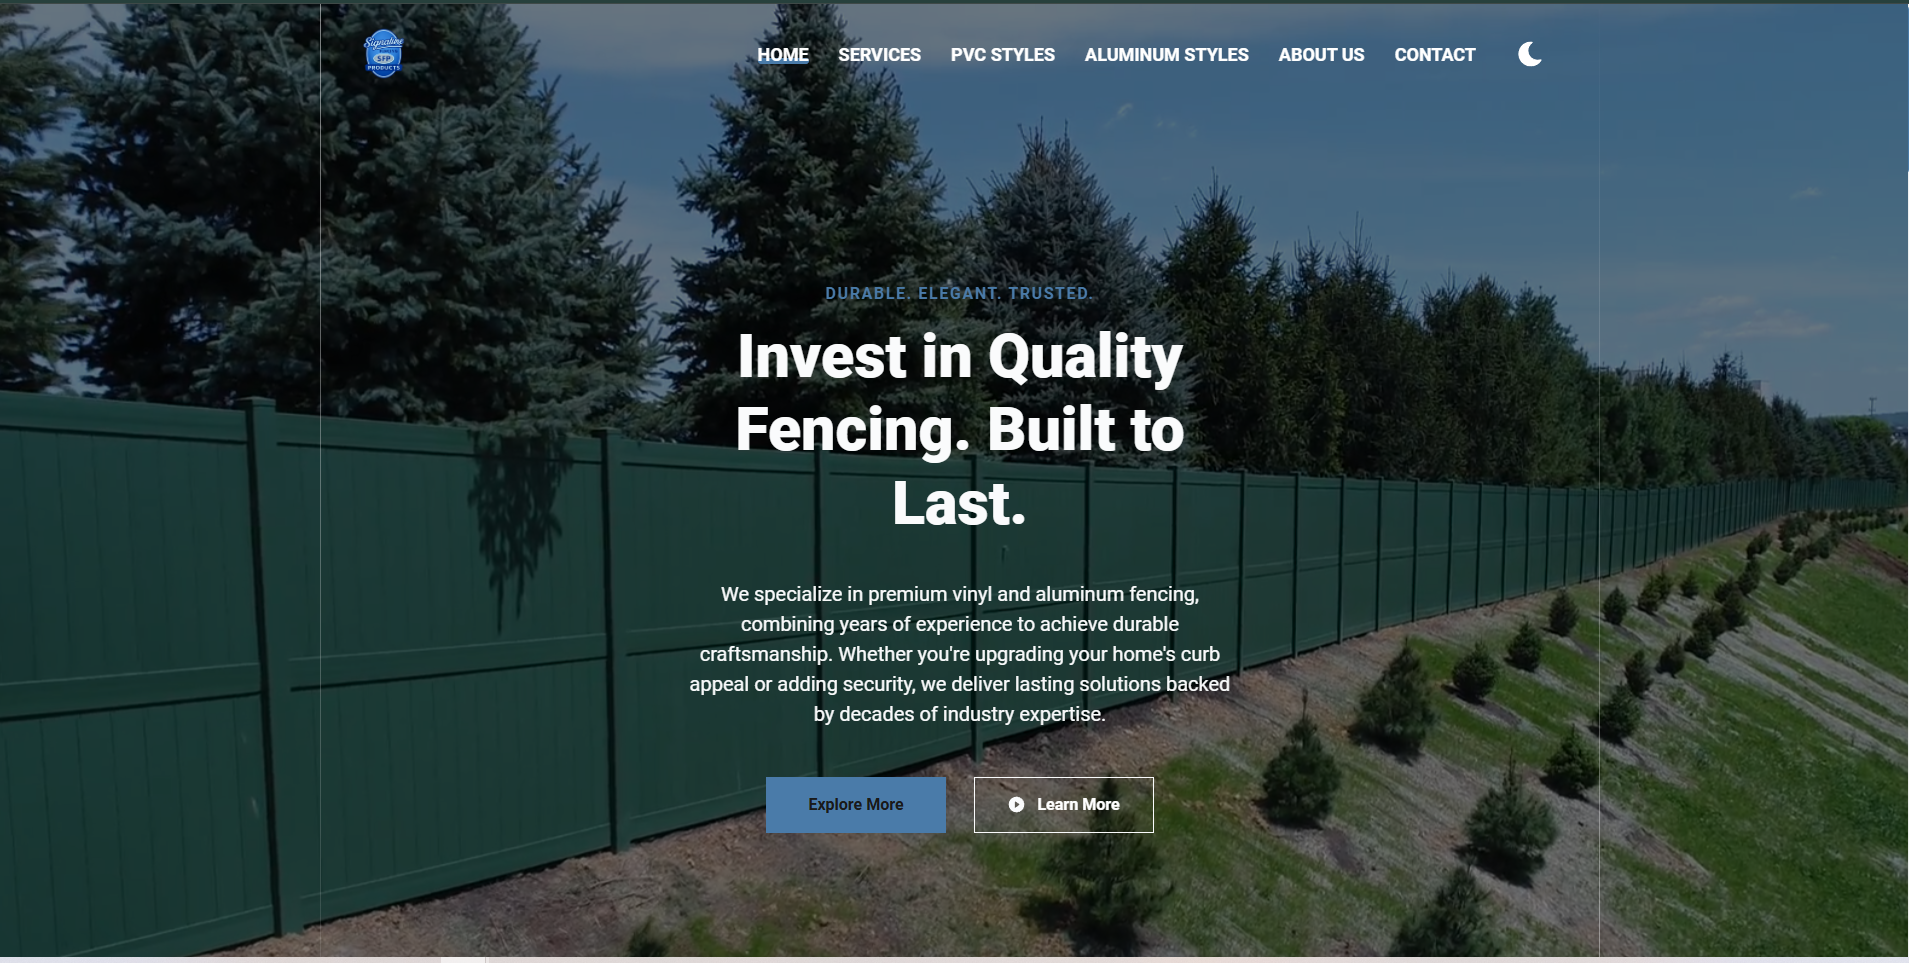 Signature
SFP
PRODUCTS
HOME SERVICES PVC STYLES ALUMINUM STYLES ABOUT US CONTACT
DURABLE. ELEGANT. TRUSTED.
Invest in Quality
Fencing. Built to
Last.
We specialize in premium vinyl and aluminum fencing,
combining years of experience to achieve durable
craftsmanship. Whether you're upgrading your home's curb
appeal or adding security, we deliver lasting solutions backed
by decades of industry expertise.
Explore More
Learn More